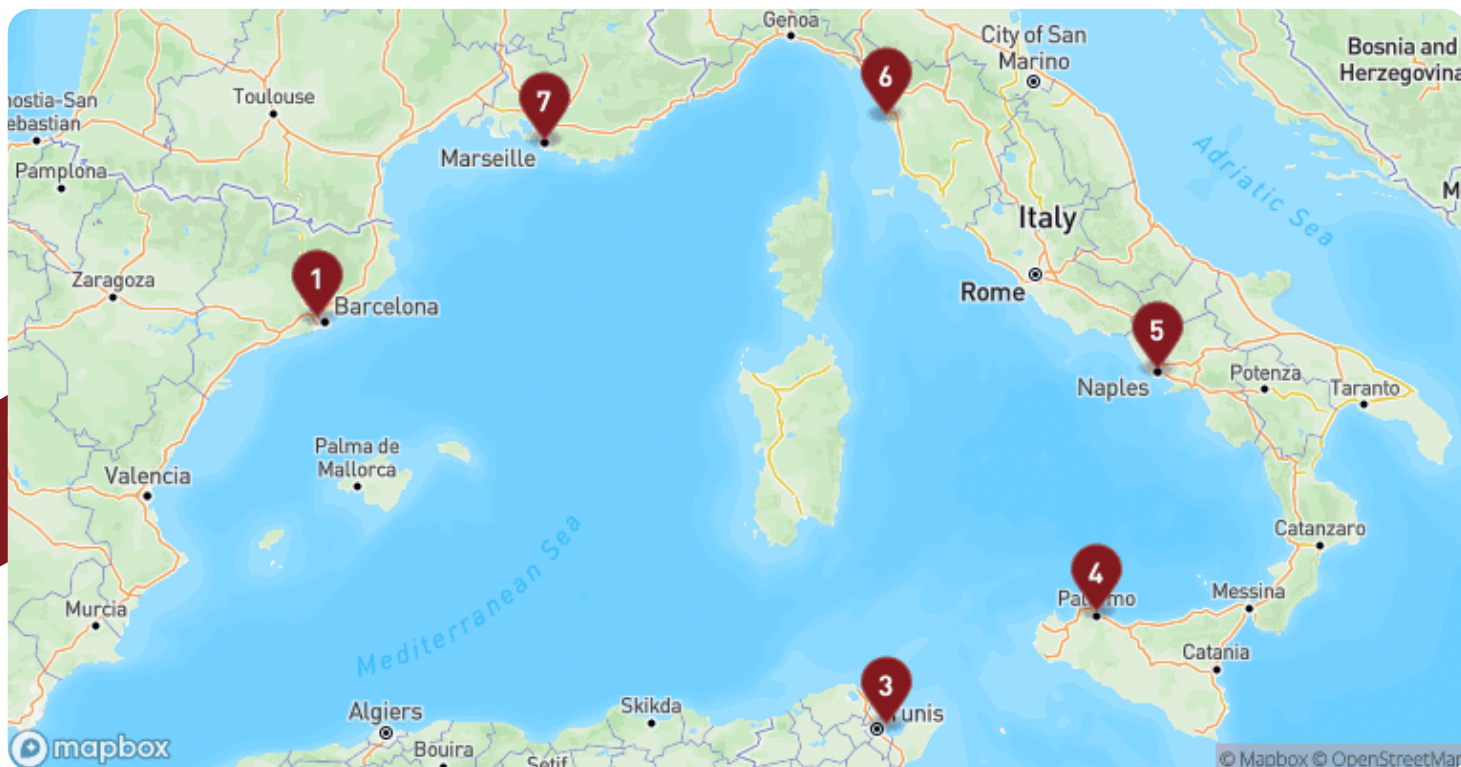 Genoa
City of San
Marino
Bosnia and
Herzegovina
6
nostia-San
ebastian
Toulouse
7
Marseille
Adriatic Sea
Pamplona
M
Italy
1
Zaragoza
Barcelona
Rome
5
Naples
Potenza
Taranto
Palma de
Mallorca
Valencia
Mediterranean Sea
Catanzaro
4
Murcia
Messina
Catania
3
Algiers
Skikda
Bouira
Setif
mapbox
© Mapbox © OpenStreetMap